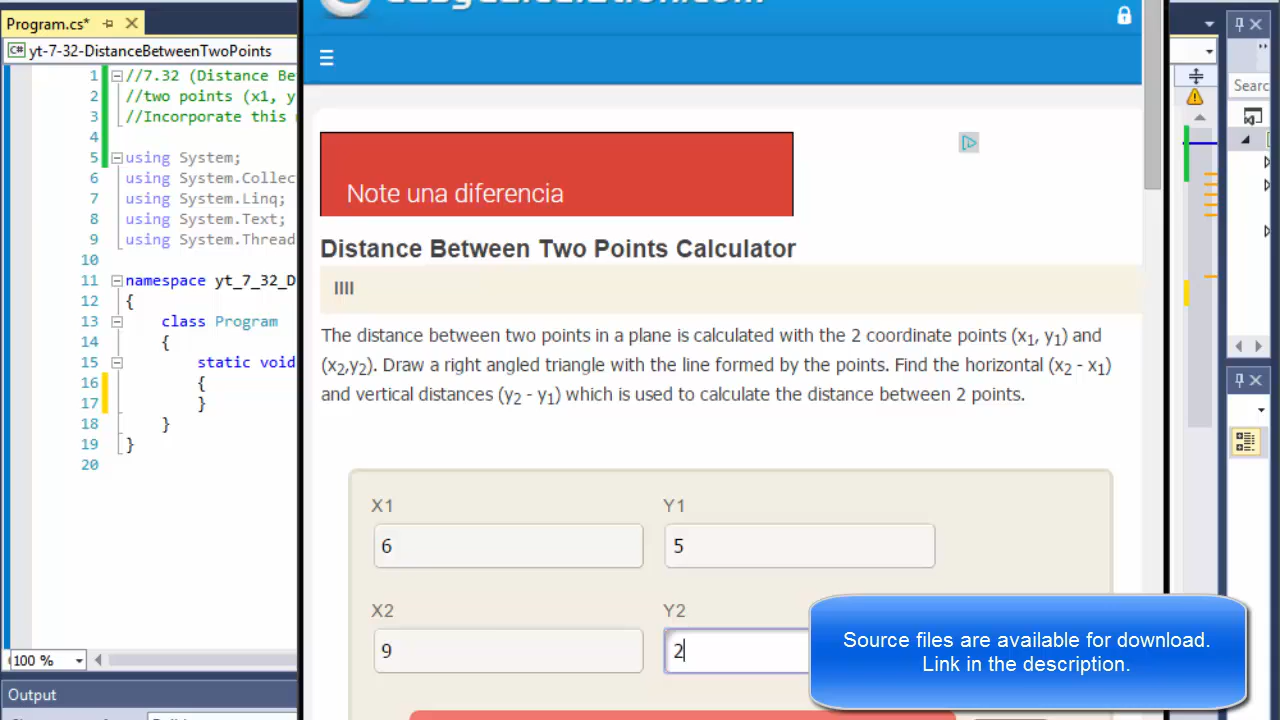 Program.cs*
yt-7-32-DistanceBetweenTwoPoints
1 //7.32 (Distance Be
2 //two points (x1, y
3 //Incorporate this
4
5 using System;
6 using System.Collec
7 using System.Linq;
8 using System.Text;
9 using System.Thread
10
11 namespace yt_7_32_D
12 {
13 class Program
14 {
15 static void
16 {
17 }
18 }
19 }
20
100 %
Output
Note una diferencia
Distance Between Two Points Calculator
The distance between two points in a plane is calculated with the 2 coordinate points (x1, y1) and
(x2,y2). Draw a right angled triangle with the line formed by the points. Find the horizontal (x2 - x1)
and vertical distances (y2 - y1) which is used to calculate the distance between 2 points.
X1 Y1
6 5
X2 Y2
9 2
Source files are available for download.
Link in the description.
Searc